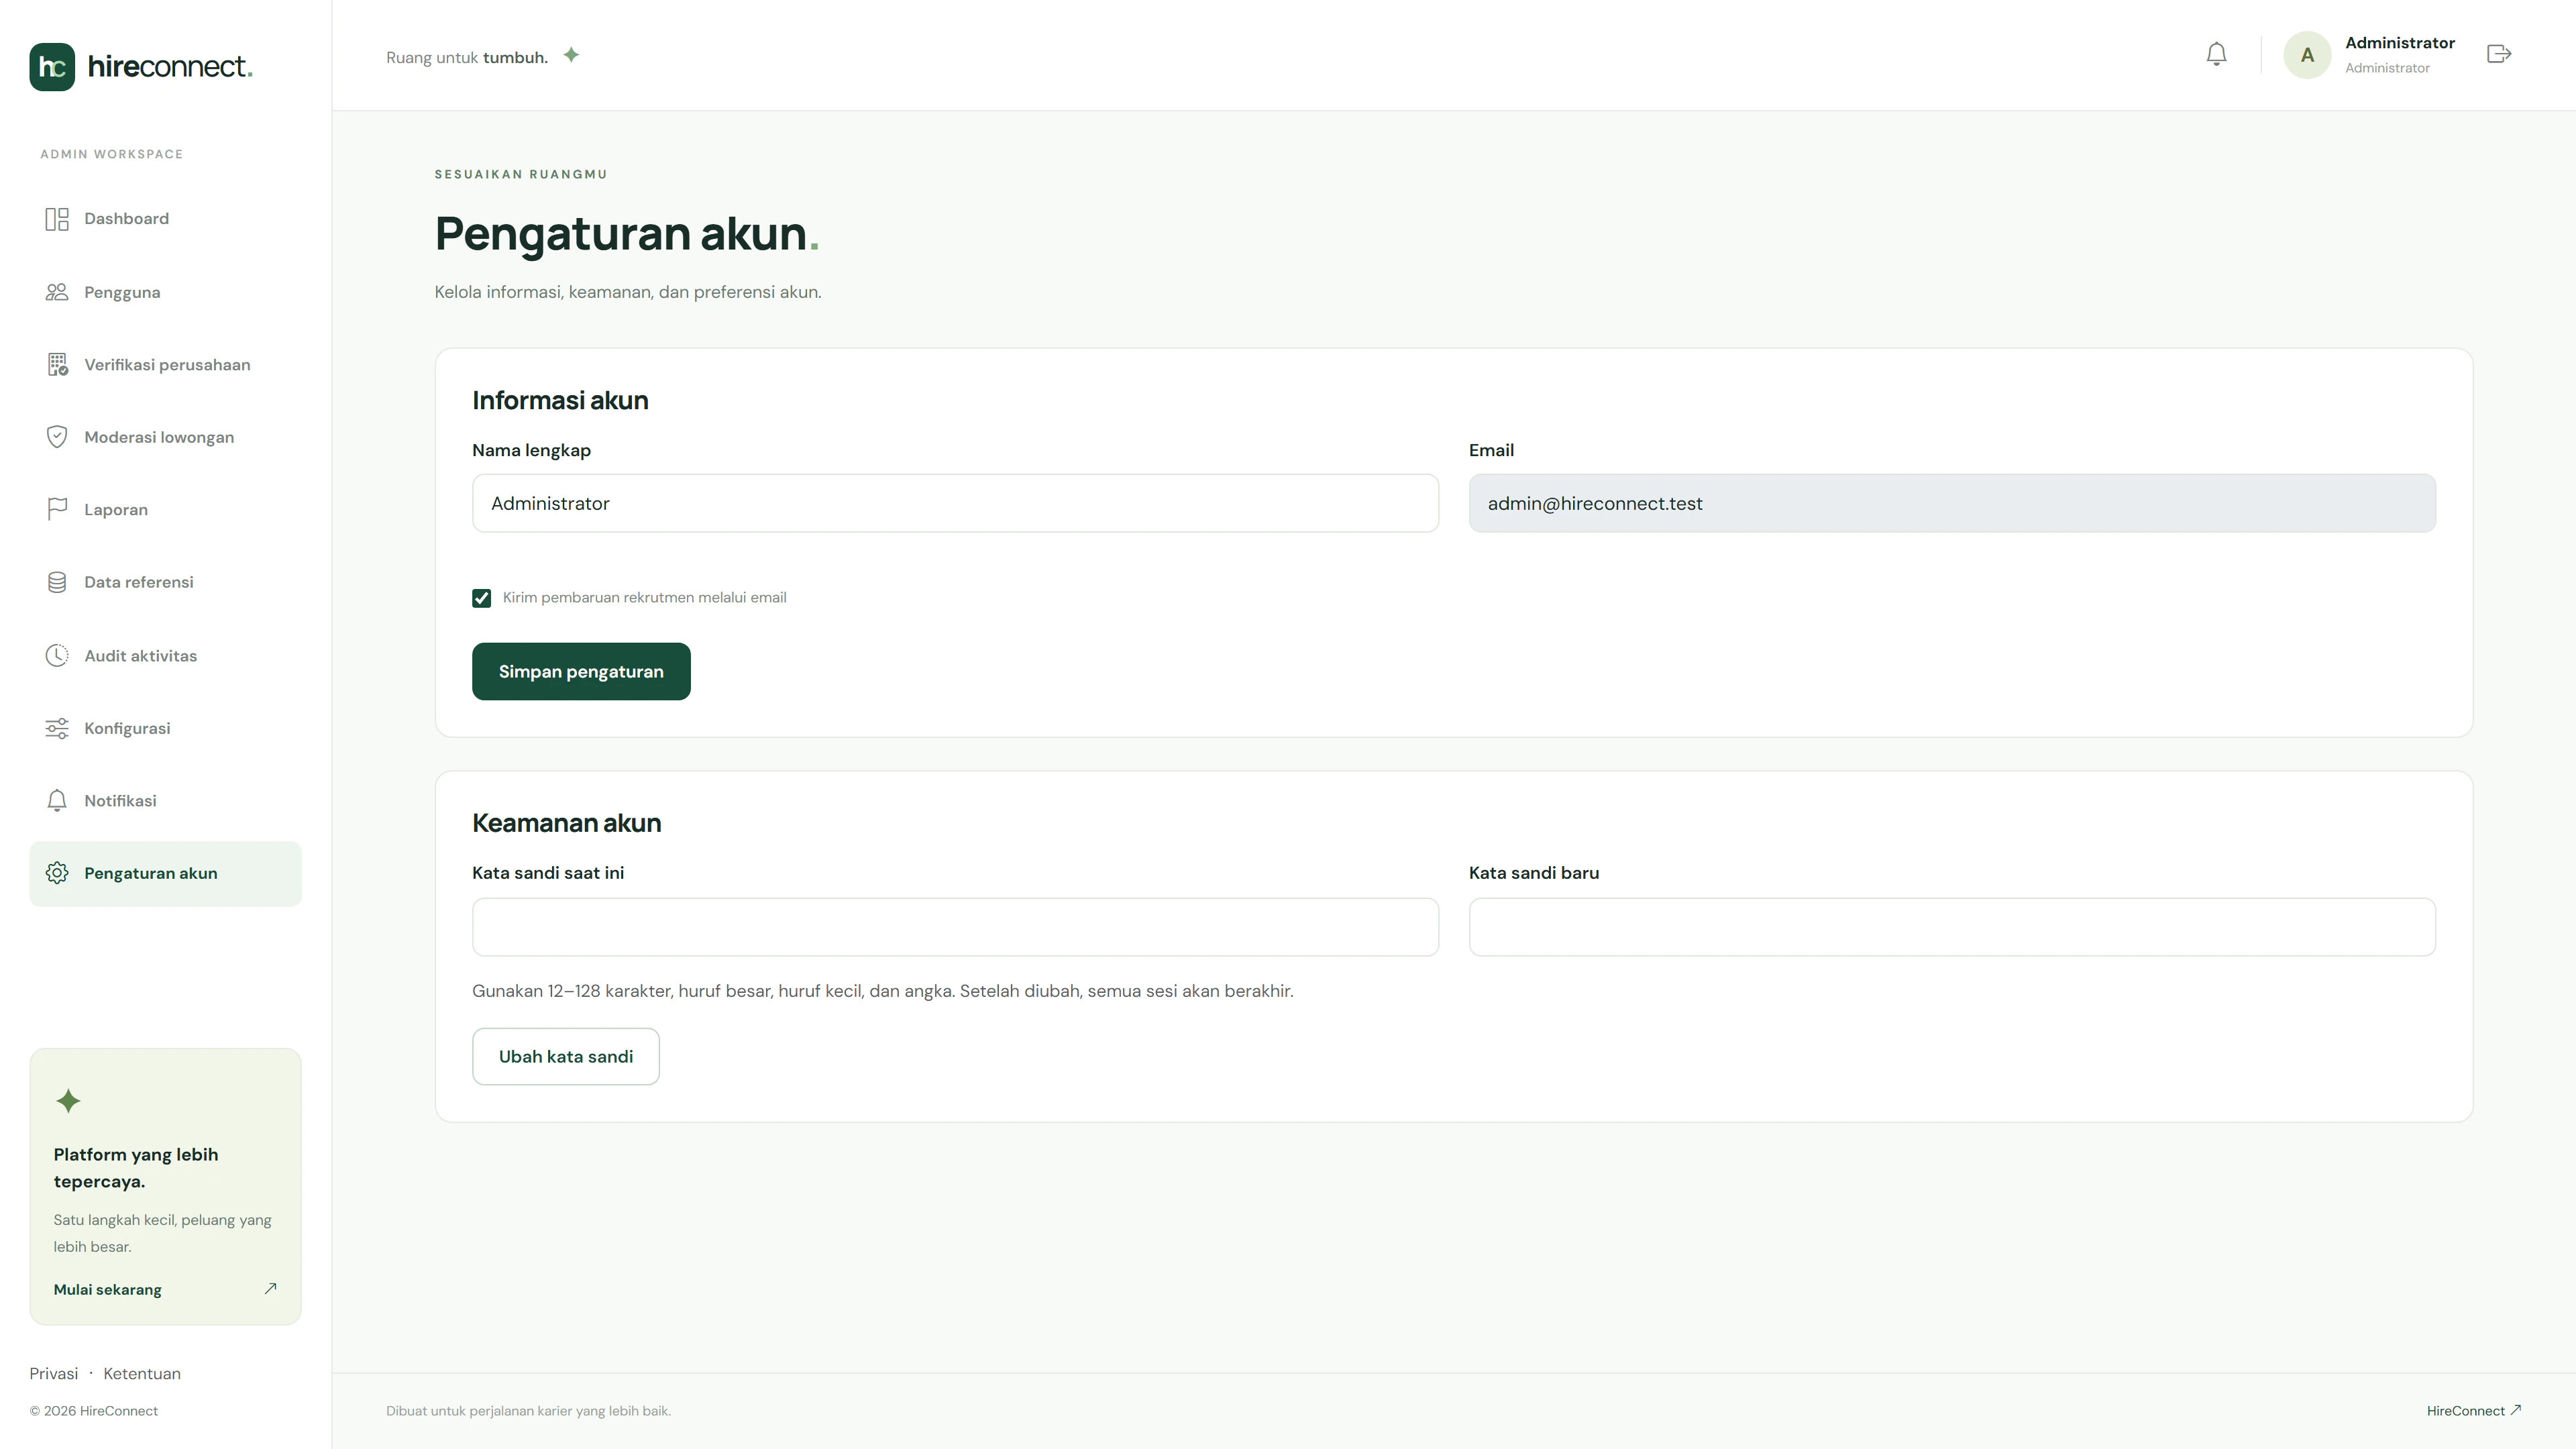 hc hireconnect.
ADMIN WORKSPACE
Dashboard
Pengguna
Verifikasi perusahaan
Moderasi lowongan
Laporan
Data referensi
Audit aktivitas
Konfigurasi
Notifikasi
Pengaturan akun
Platform yang lebih
tepercaya.
Satu langkah kecil, peluang yang
lebih besar.
Mulai sekarang
Privasi · Ketentuan
© 2026 HireConnect
Ruang untuk tumbuh.
A
Administrator
Administrator
SESUAIKAN RUANGMU
Pengaturan akun.
Kelola informasi, keamanan, dan preferensi akun.
Informasi akun
Nama lengkap
Administrator
Email
admin@hireconnect.test
Kirim pembaruan rekrutmen melalui email
Simpan pengaturan
Keamanan akun
Kata sandi saat ini
Kata sandi baru
Gunakan 12–128 karakter, huruf besar, huruf kecil, dan angka. Setelah diubah, semua sesi akan berakhir.
Ubah kata sandi
Dibuat untuk perjalanan karier yang lebih baik.
HireConnect